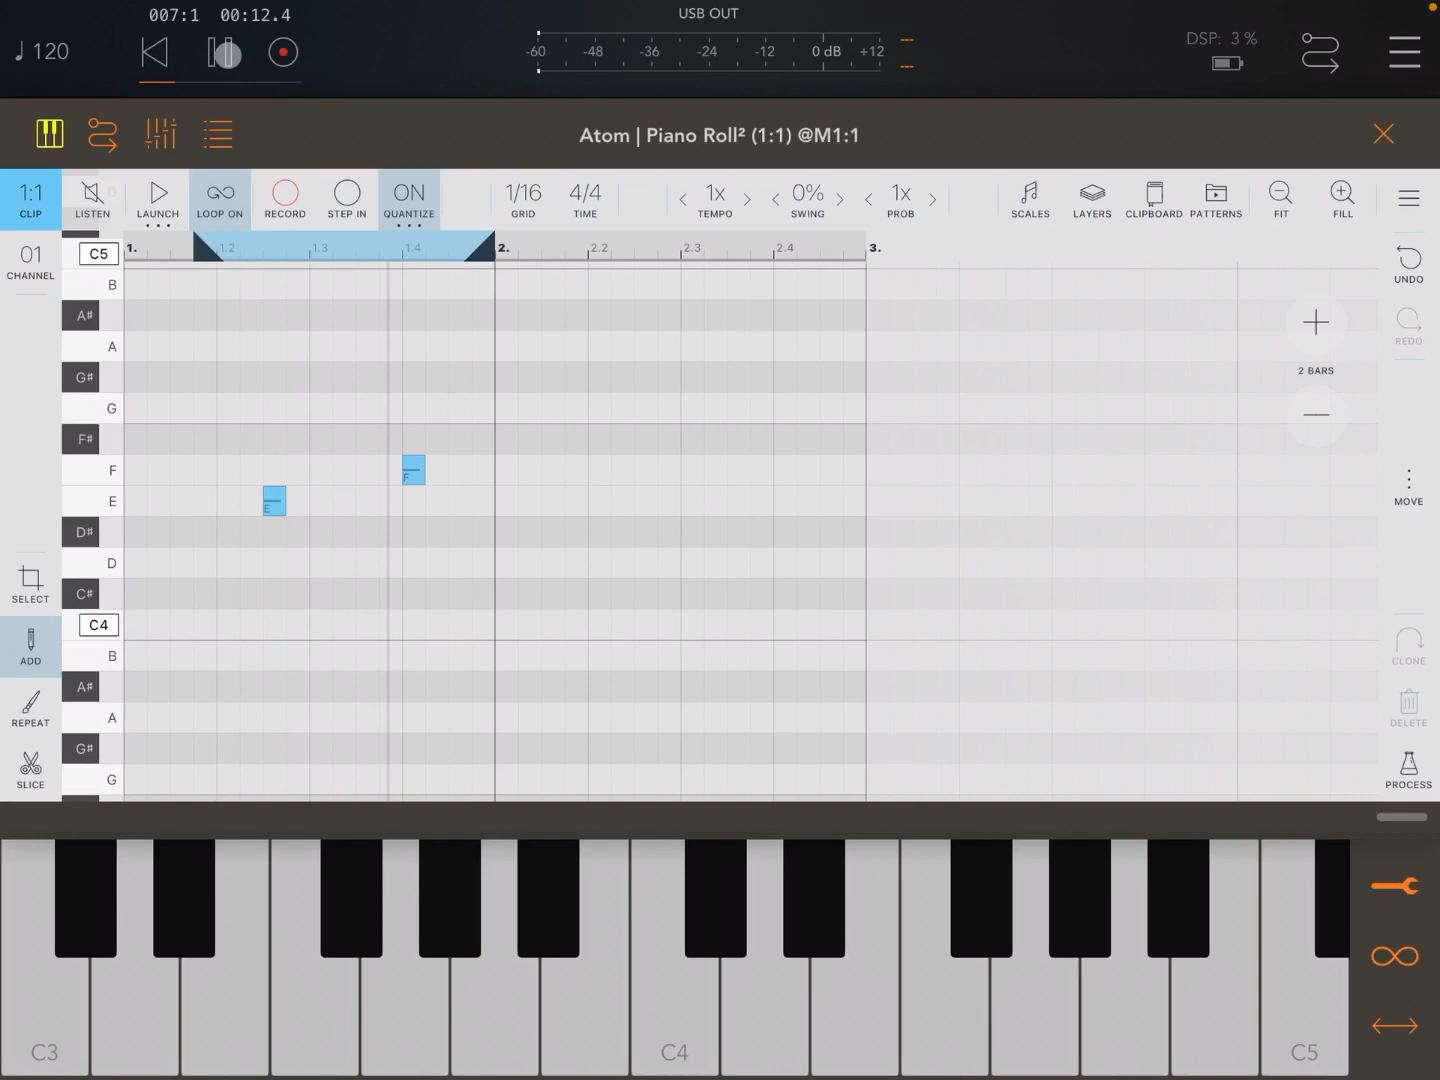 007:1 00:12.4
USB OUT
♩ 120
-60 -48 -36 -24 -12 0 dB +12
DSP: 3 %
Atom | Piano Roll² (1:1) @M1:1
1:1 ON 1/16 4/4 1x 0% 1x
CLIP LISTEN LAUNCH LOOP ON RECORD STEP IN QUANTIZE GRID TIME TEMPO SWING PROB SCALES LAYERS CLIPBOARD PATTERNS FIT FILL
01
CHANNEL
C5 1. 1.2 1.3 1.4 2. 2.2 2.3 2.4 3.
UNDO
B
A#
REDO
A
2 BARS
G#
G
F#
F
F
E
E
MOVE
D#
D
C#
SELECT
C4
B
ADD
CLONE
A#
A
REPEAT
G#
DELETE
G
SLICE
PROCESS
C3 C4 C5